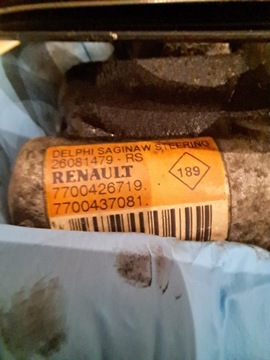 DELPHI SAGINAW STEERING
26081479 - RS
RENAULT
189
7700426719.
7700437081.